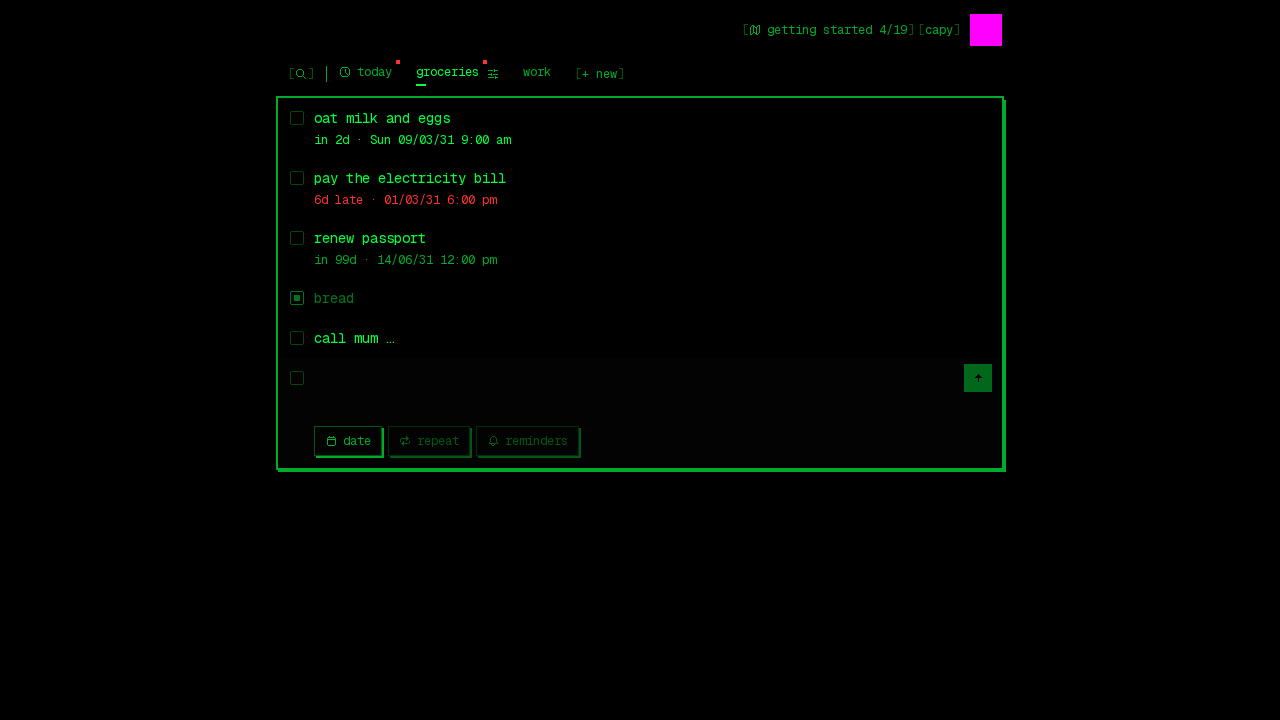 [getting started 4/19] [capy]
[ ] today groceries work [+ new]
oat milk and eggs
in 2d · Sun 09/03/31 9:00 am
pay the electricity bill
6d late · 01/03/31 6:00 pm
renew passport
in 99d · 14/06/31 12:00 pm
bread
call mum …
date repeat reminders